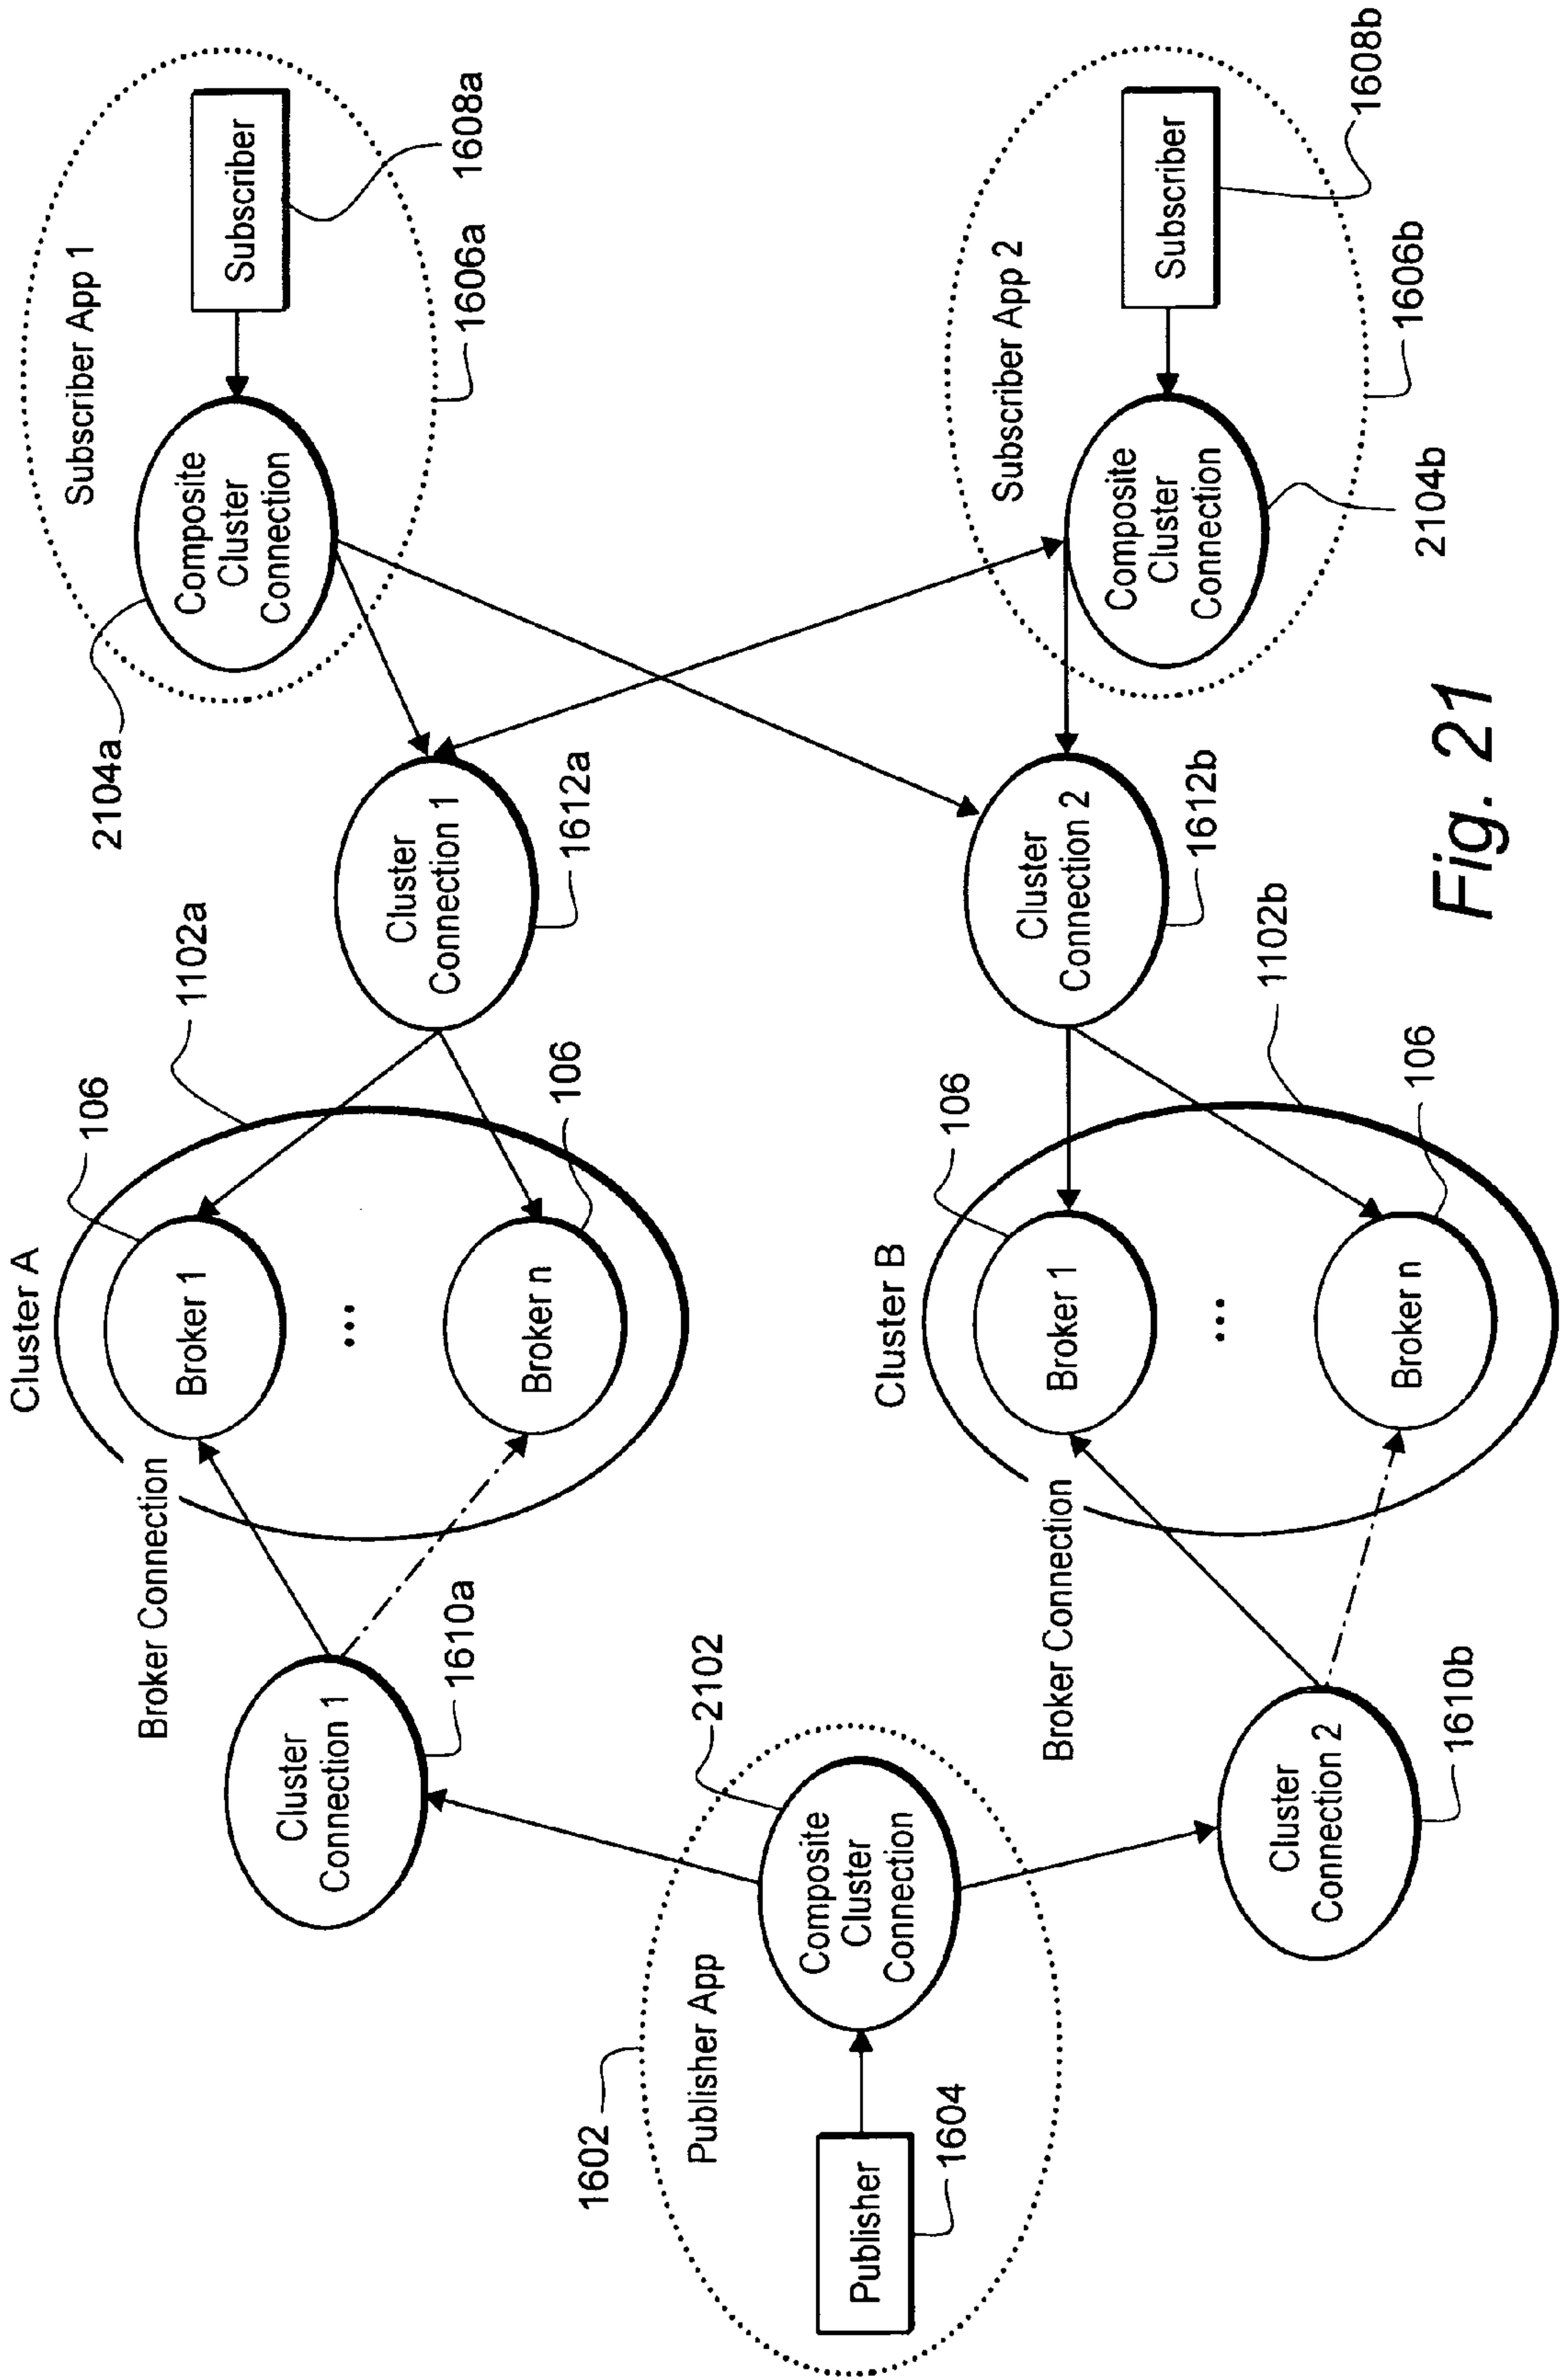 Cluster A
1102a
106
Broker 1
...
Broker n
106
Broker Connection
Cluster
Connection 1
1610a
1602
Publisher App
Publisher
1604
Composite
Cluster
Connection
2102
Cluster
Connection 2
1610b
Broker Connection
Cluster B
106
Broker 1
...
Broker n
106
1102b
Cluster
Connection 1
1612a
Cluster
Connection 2
1612b
2104a
Subscriber App 1
Composite
Cluster
Connection
Subscriber
1608a
1606a
Subscriber App 2
Composite
Cluster
Connection
Subscriber
2104b
1606b
1608b
Fig. 21